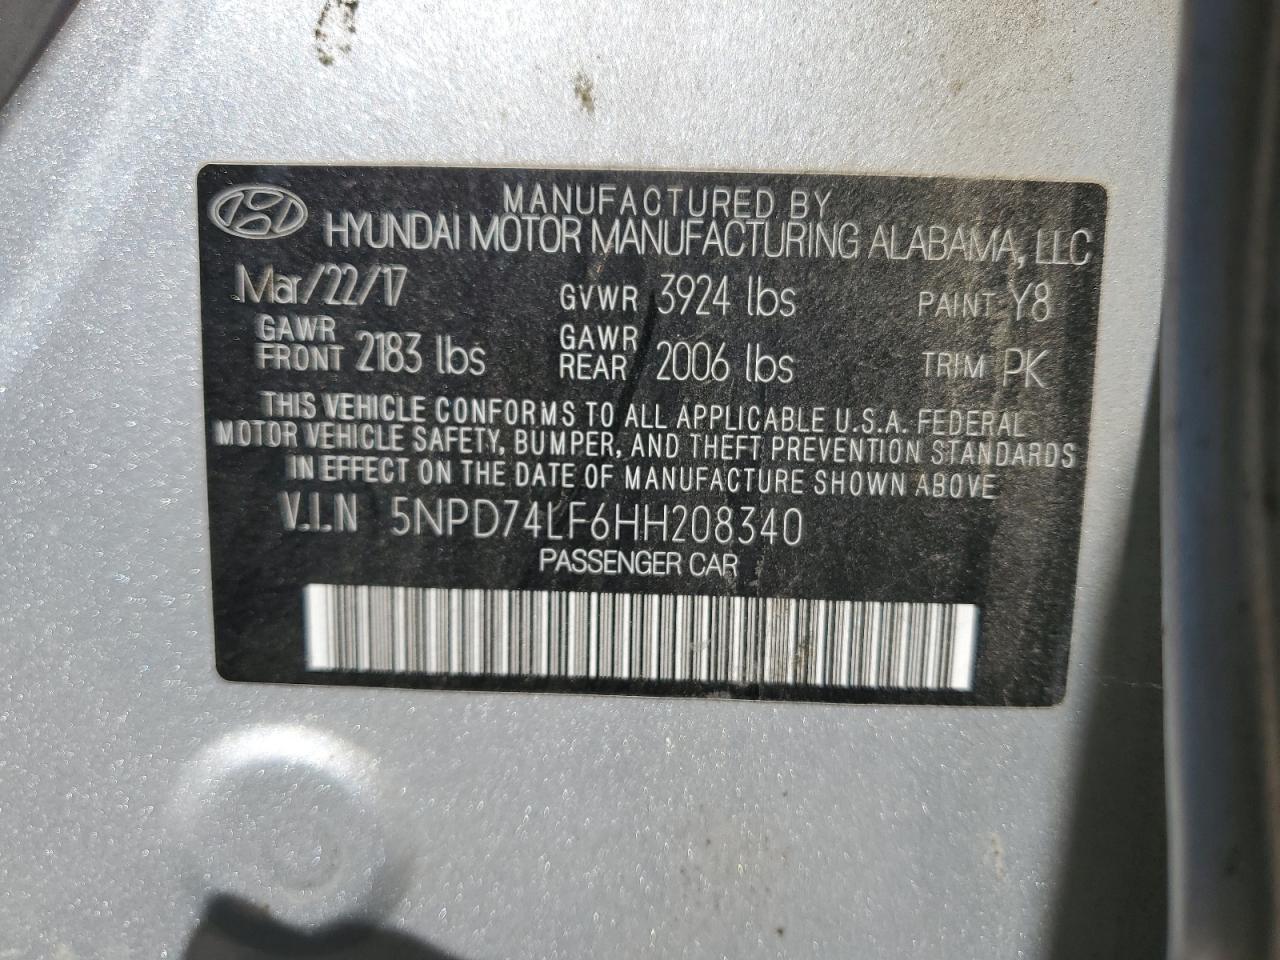 MANUFACTURED BY
HYUNDAI MOTOR MANUFACTURING ALABAMA, LLC
Mar/22/17 GVWR 3924 lbs PAINT Y8
GAWR FRONT 2183 lbs GAWR REAR 2006 lbs TRIM PK
THIS VEHICLE CONFORMS TO ALL APPLICABLE U.S.A. FEDERAL
MOTOR VEHICLE SAFETY, BUMPER, AND THEFT PREVENTION STANDARDS
IN EFFECT ON THE DATE OF MANUFACTURE SHOWN ABOVE
V.I.N 5NPD74LF6HH208340
PASSENGER CAR